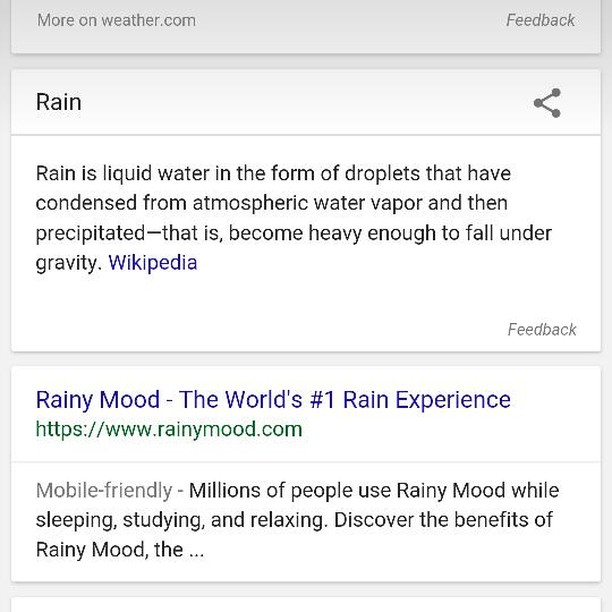 More on weather.com
Feedback
Rain
Rain is liquid water in the form of droplets that have
condensed from atmospheric water vapor and then
precipitated—that is, become heavy enough to fall under
gravity. Wikipedia
Feedback
Rainy Mood - The World's #1 Rain Experience
https://www.rainymood.com
Mobile-friendly - Millions of people use Rainy Mood while
sleeping, studying, and relaxing. Discover the benefits of
Rainy Mood, the ...